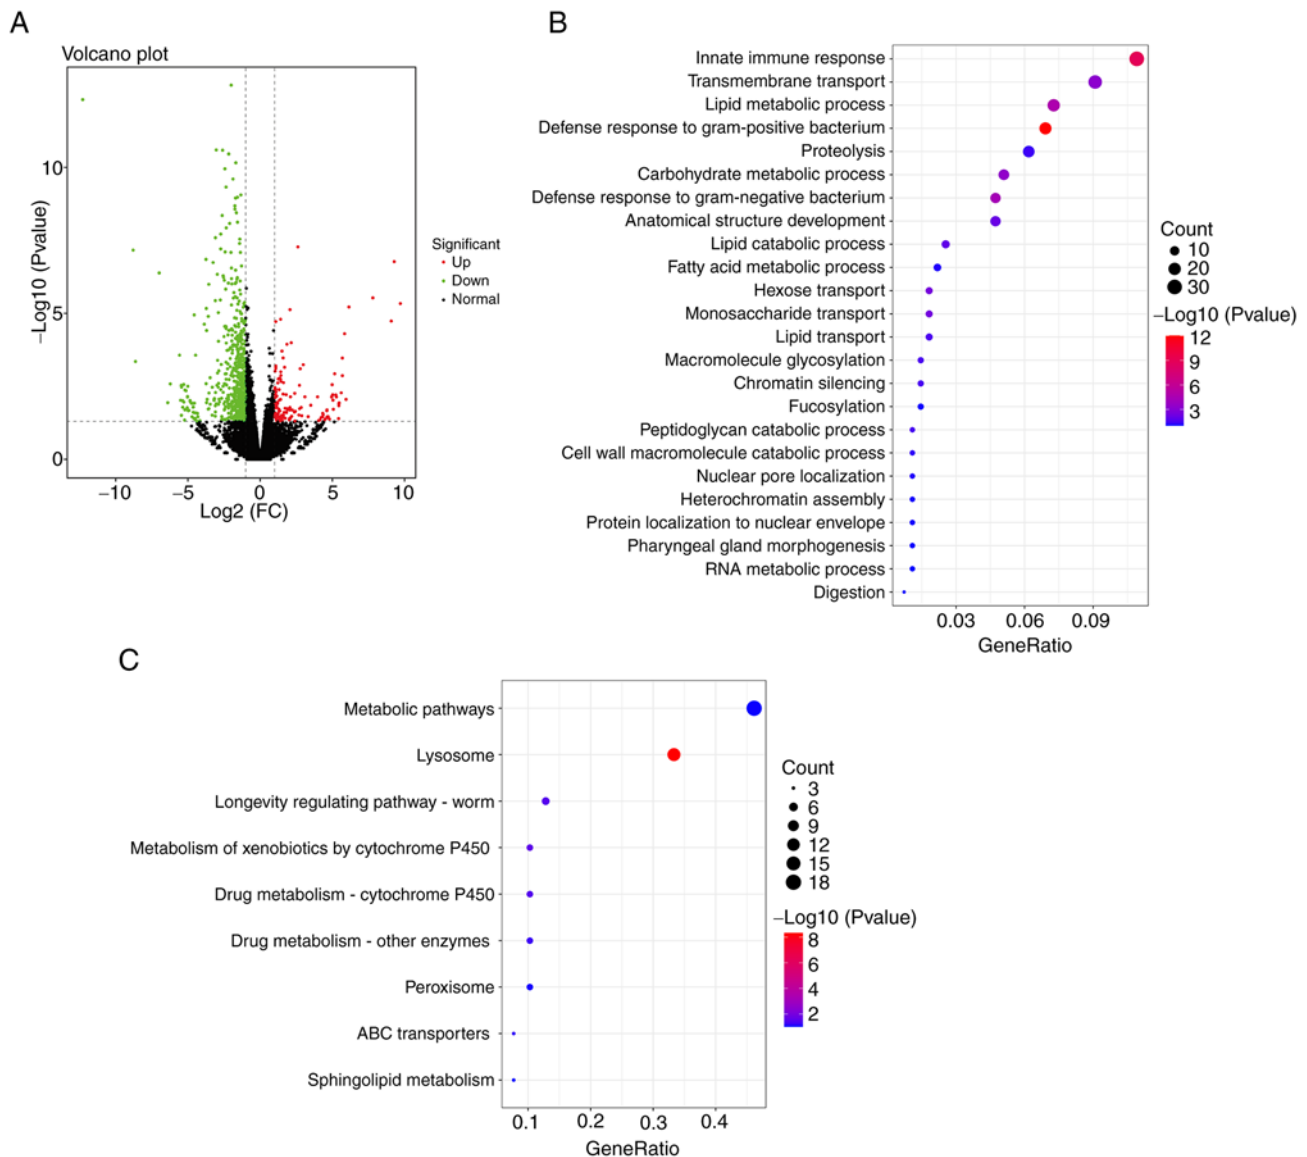 A
Volcano plot
10
5
0
−Log10 (Pvalue)
−10
−5
0
5
10
Log2 (FC)
Significant
Up
Down
Normal
B
Innate immune response
Transmembrane transport
Lipid metabolic process
Defense response to gram-positive bacterium
Proteolysis
Carbohydrate metabolic process
Defense response to gram-negative bacterium
Anatomical structure development
Lipid catabolic process
Fatty acid metabolic process
Hexose transport
Monosaccharide transport
Lipid transport
Macromolecule glycosylation
Chromatin silencing
Fucosylation
Peptidoglycan catabolic process
Cell wall macromolecule catabolic process
Nuclear pore localization
Heterochromatin assembly
Protein localization to nuclear envelope
Pharyngeal gland morphogenesis
RNA metabolic process
Digestion
0.03
0.06
0.09
GeneRatio
Count
10
20
30
−Log10 (Pvalue)
12
9
6
3
C
Metabolic pathways
Lysosome
Longevity regulating pathway - worm
Metabolism of xenobiotics by cytochrome P450
Drug metabolism - cytochrome P450
Drug metabolism - other enzymes
Peroxisome
ABC transporters
Sphingolipid metabolism
0.1
0.2
0.3
0.4
GeneRatio
Count
3
6
9
12
15
18
−Log10 (Pvalue)
8
6
4
2